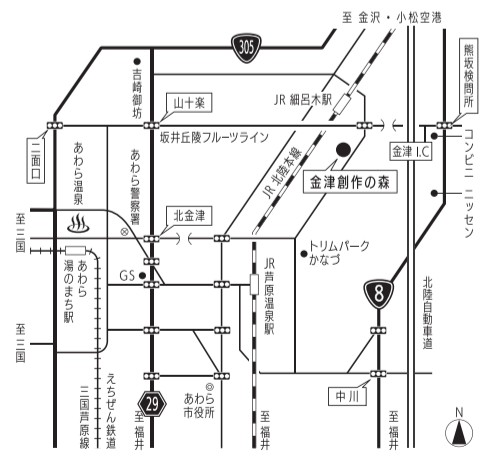 至 金沢・小松空港
305
熊坂検問所
吉崎御坊
山十楽
JR 細呂木駅
二面口
坂井丘陵フルーツライン
金津 I.C
コンビニ
ニッセン
あわら温泉
あわら警察署
JR 北陸本線
金津創作の森
至三国
北金津
トリムパーク
かなづ
GS
JR 芦原温泉駅
あわら
湯のまち駅
8
北陸自動車道
至三国
えちぜん鉄道
三国芦原線
29
あわら
市役所
中川
至福井
至福井
至福井
N